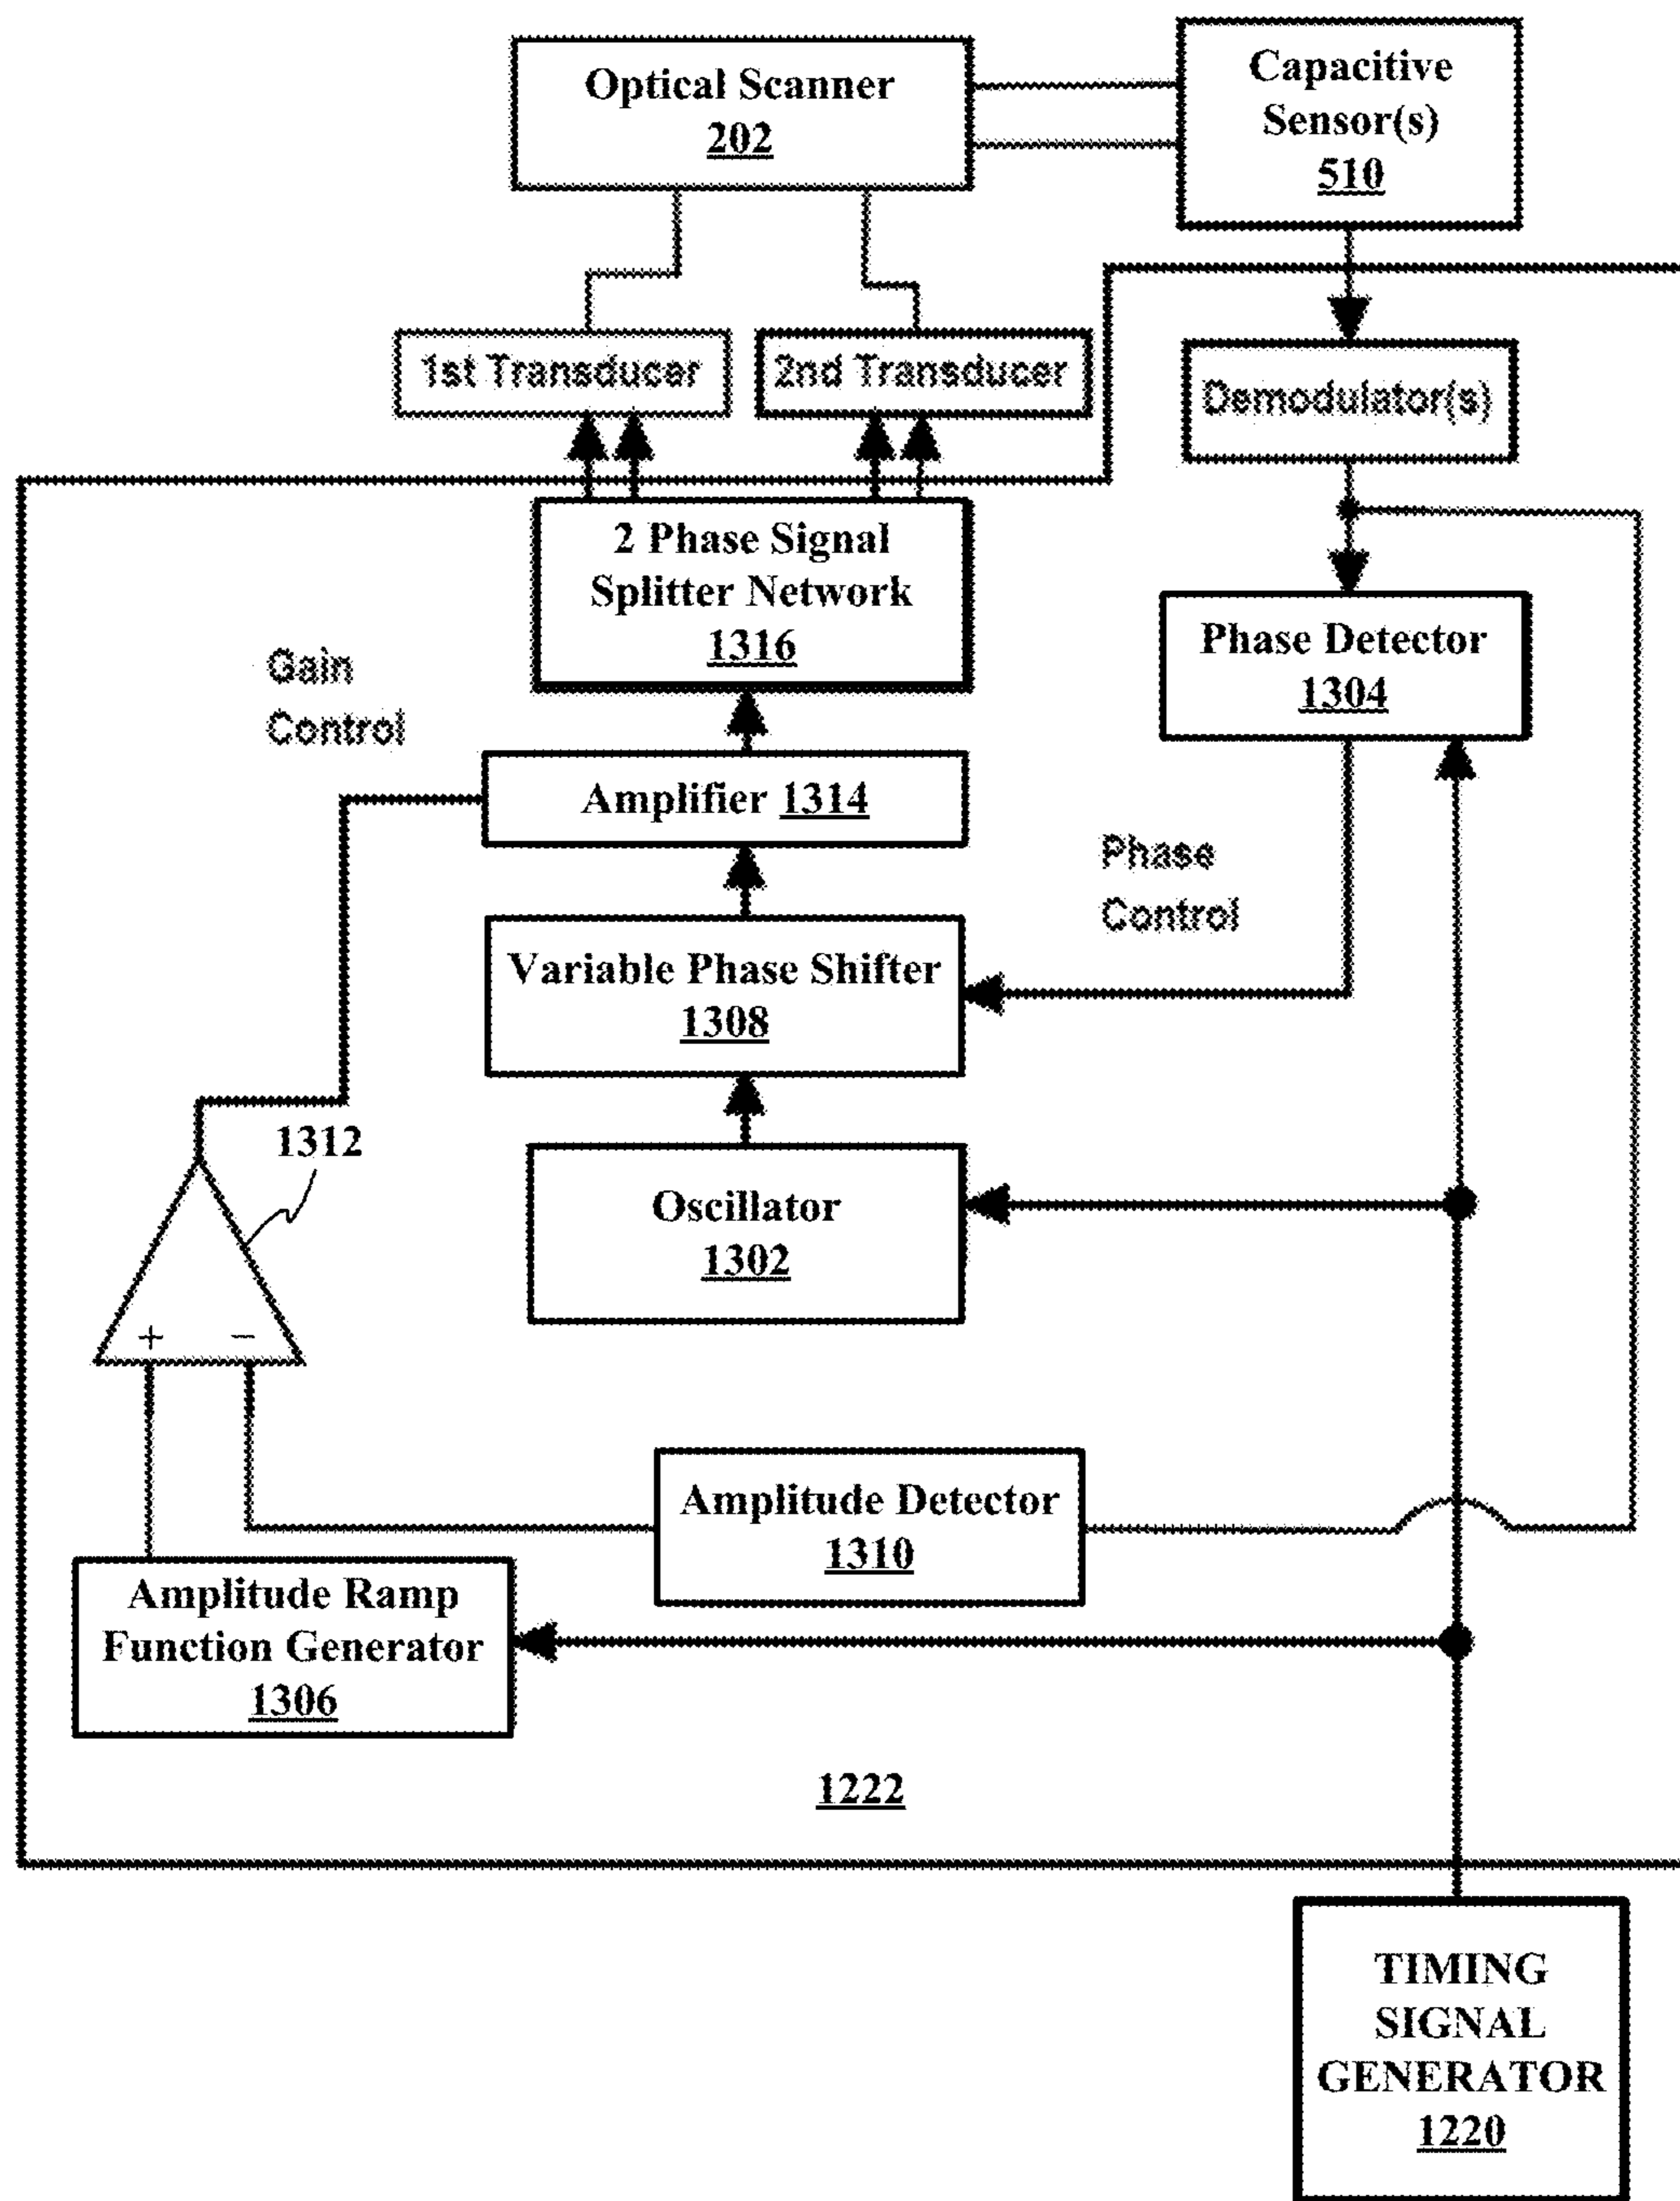 Optical Scanner
202
Capacitive
Sensor(s)
510
1st Transducer
2nd Transducer
Demodulator(s)
2 Phase Signal
Splitter Network
1316
Phase Detector
1304
Gain
Control
Amplifier 1314
Phase
Control
Variable Phase Shifter
1308
1312
Oscillator
1302
+ −
Amplitude Detector
1310
Amplitude Ramp
Function Generator
1306
1222
TIMING
SIGNAL
GENERATOR
1220